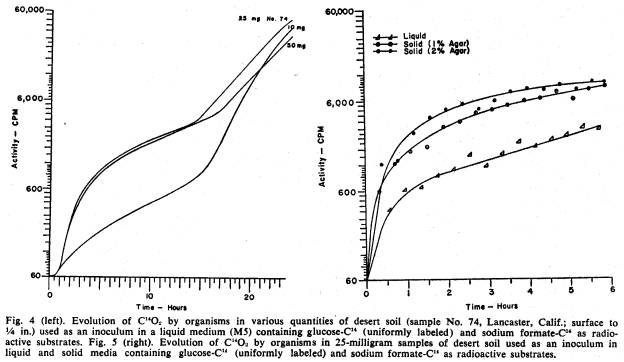 60,000
25 mg No. 74
10 mg
50 mg
6,000
Activity — CPM
600
60
0
10
20
Time — Hours
Liquid
Solid (1% Agar)
Solid (2% Agar)
6,000
Activity — CPM
600
60
0
1
2
3
4
5
6
Time — Hours
Fig. 4 (left). Evolution of C¹⁴O₂ by organisms in various quantities of desert soil (sample No. 74, Lancaster, Calif.; surface to
¼ in.) used as an inoculum in a liquid medium (M5) containing glucose-C¹⁴ (uniformly labeled) and sodium formate-C¹⁴ as radio-
active substrates. Fig. 5 (right). Evolution of C¹⁴O₂ by organisms in 25-milligram samples of desert soil used as an inoculum in
liquid and solid media containing glucose-C¹⁴ (uniformly labeled) and sodium formate-C¹⁴ as radioactive substrates.